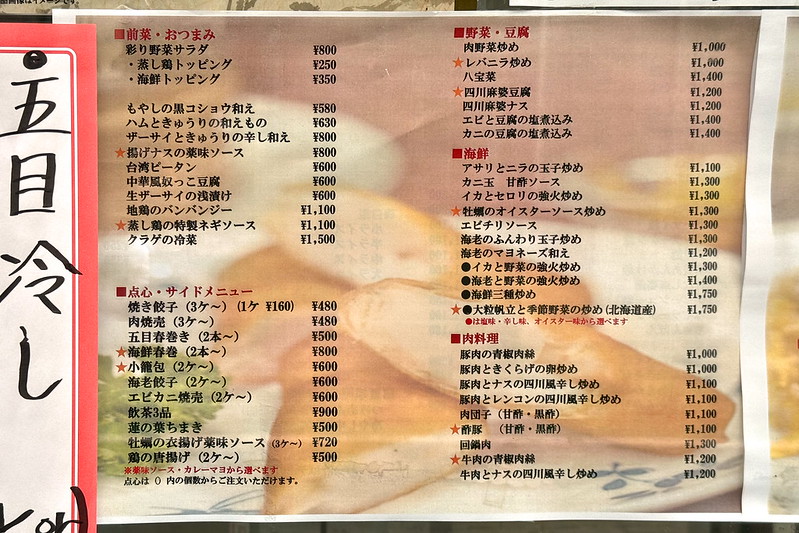 五目冷し
■前菜・おつまみ
彩り野菜サラダ ¥800
・蒸し鶏トッピング ¥250
・海鮮トッピング ¥350
もやしの黒コショウ和え ¥580
ハムときゅうりの和えもの ¥630
ザーサイときゅうりの辛し和え ¥800
★揚げナスの薬味ソース ¥800
台湾ピータン ¥600
中華風奴っこ豆腐 ¥600
生ザーサイの浅漬け ¥600
地鶏のバンバンジー ¥1,100
★蒸し鶏の特製ネギソース ¥1,100
クラゲの冷菜 ¥1,500
■点心・サイドメニュー
焼き餃子（3ケ〜）(1ケ ¥160) ¥480
肉焼売（3ケ〜） ¥480
五目春巻き（2本〜） ¥500
★海鮮春巻（2本〜） ¥800
★小籠包（2ケ〜） ¥600
海老餃子（2ケ〜） ¥600
エビカニ焼売（2ケ〜） ¥600
飲茶3品 ¥900
蓮の葉ちまき ¥500
牡蠣の衣揚げ薬味ソース（3ケ〜） ¥720
鶏の唐揚げ（2ケ〜） ¥500
※薬味ソース・カレーマヨから選べます
点心は（）内の個数からご注文いただけます。
■野菜・豆腐
肉野菜炒め ¥1,000
★レバニラ炒め ¥1,000
八宝菜 ¥1,400
★四川麻婆豆腐 ¥1,200
四川麻婆ナス ¥1,200
エビと豆腐の塩煮込み ¥1,400
カニの豆腐の塩煮込み ¥1,400
■海鮮
アサリとニラの玉子炒め ¥1,100
カニ玉 甘酢ソース ¥1,300
イカとセロリの強火炒め ¥1,300
★牡蠣のオイスターソース炒め ¥1,300
エビチリソース ¥1,300
海老のふんわり玉子炒め ¥1,300
海老のマヨネーズ和え ¥1,200
●イカと野菜の強火炒め ¥1,300
●海老と野菜の強火炒め ¥1,400
●海鮮三種炒め ¥1,750
★●大粒帆立と季節野菜の炒め(北海道産) ¥1,750
●は塩味・辛し味、オイスター味から選べます
■肉料理
豚肉の青椒肉絲 ¥1,000
豚肉ときくらげの卵炒め ¥1,000
豚肉とナスの四川風辛し炒め ¥1,100
豚肉とレンコンの四川風辛し炒め ¥1,100
肉団子（甘酢・黒酢） ¥1,100
★酢豚 （甘酢・黒酢） ¥1,100
回鍋肉 ¥1,300
★牛肉の青椒肉絲 ¥1,200
牛肉とナスの四川風辛し炒め ¥1,200